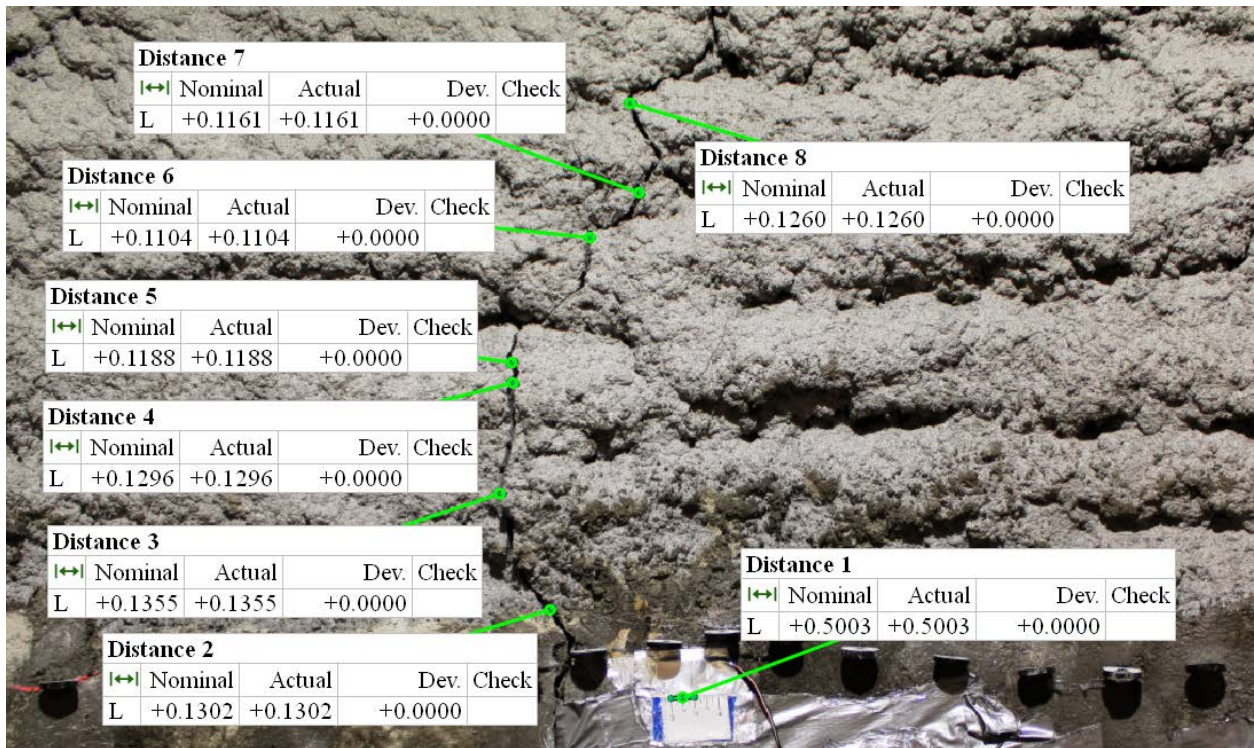 Distance 7
Nominal Actual Dev. Check
L +0.1161 +0.1161 +0.0000
Distance 8
Nominal Actual Dev. Check
L +0.1260 +0.1260 +0.0000
Distance 6
Nominal Actual Dev. Check
L +0.1104 +0.1104 +0.0000
Distance 5
Nominal Actual Dev. Check
L +0.1188 +0.1188 +0.0000
Distance 4
Nominal Actual Dev. Check
L +0.1296 +0.1296 +0.0000
Distance 3
Nominal Actual Dev. Check
L +0.1355 +0.1355 +0.0000
Distance 1
Nominal Actual Dev. Check
L +0.5003 +0.5003 +0.0000
Distance 2
Nominal Actual Dev. Check
L +0.1302 +0.1302 +0.0000